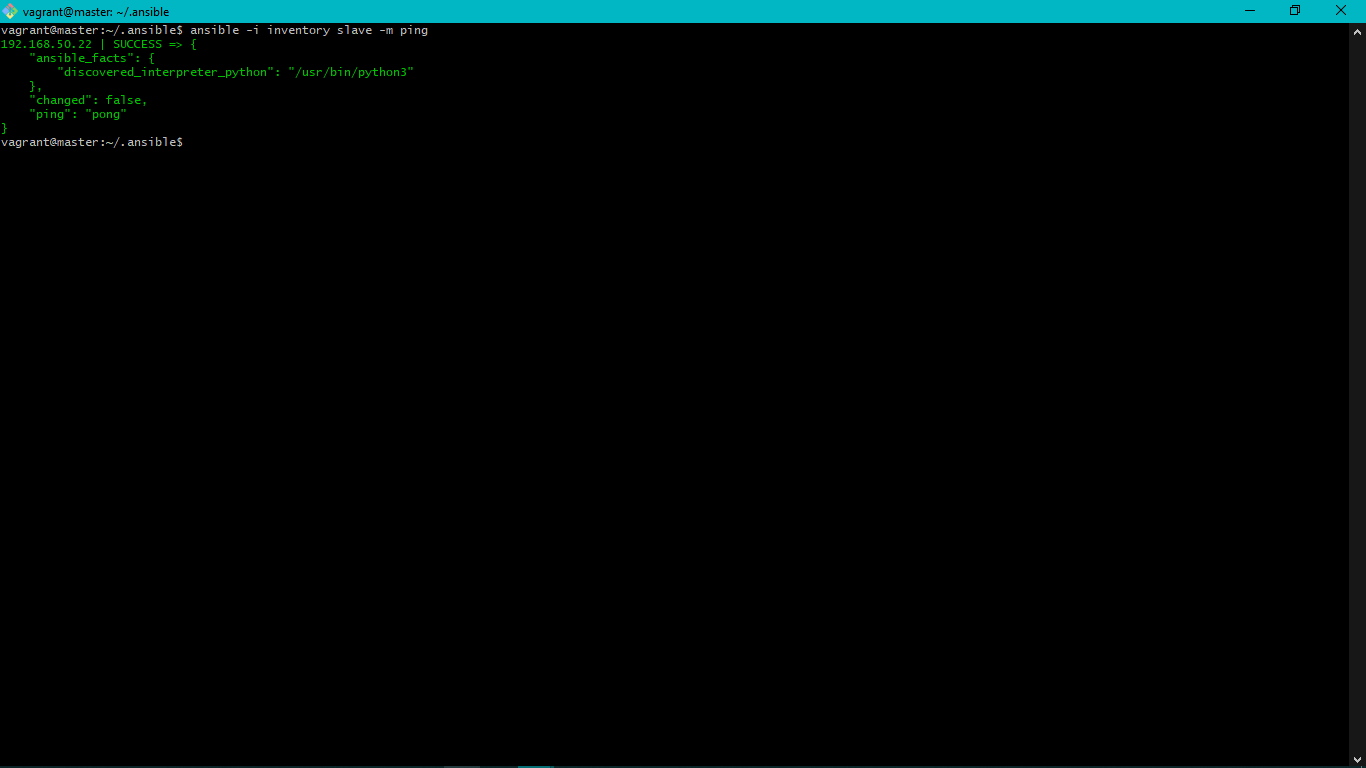 vagrant@master: ~/.ansible
vagrant@master:~/.ansible$ ansible -i inventory slave -m ping
192.168.50.22 | SUCCESS => {
    "ansible_facts": {
        "discovered_interpreter_python": "/usr/bin/python3"
    },
    "changed": false,
    "ping": "pong"
}
vagrant@master:~/.ansible$